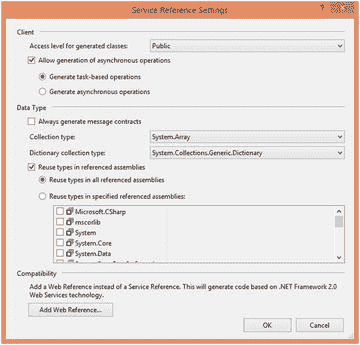 Service Reference Settings
?
Client
Access level for generated classes: Public
Allow generation of asynchronous operations
Generate task-based operations
Generate asynchronous operations
Data Type
Always generate message contracts
Collection type: System.Array
Dictionary collection type: System.Collections.Generic.Dictionary
Reuse types in referenced assemblies
Reuse types in all referenced assemblies
Reuse types in specified referenced assemblies:
Microsoft.CSharp
mscorlib
System
System.Core
System.Data
Compatibility
Add a Web Reference instead of a Service Reference. This will generate code based on .NET Framework 2.0
Web Services technology.
Add Web Reference...
OK Cancel